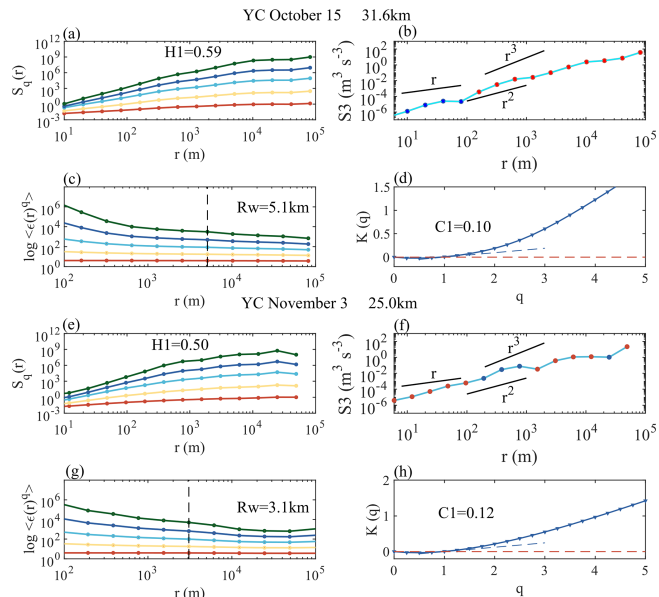 YC October 15 31.6km
(a)
H1=0.59
S_q(r)
10^12
10^9
10^6
10^3
10^0
10^-3
10^1 10^2 10^3 10^4 10^5
r (m)
(b)
r
r^3
r^2
S3 (m^3 s^-3)
10^4
10^2
10^0
10^-2
10^-4
10^-6
10^1 10^2 10^3 10^4 10^5
r (m)
(c)
Rw=5.1km
log <ϵ(r)^q>
10^6
10^4
10^2
10^0
10^1 10^2 10^3 10^4 10^5
r (m)
(d)
C1=0.10
K (q)
1.5
1
0.5
0
0 1 2 3 4 5
q
YC November 3 25.0km
(e)
H1=0.50
S_q(r)
10^12
10^9
10^6
10^3
10^0
10^-3
10^1 10^2 10^3 10^4 10^5
r (m)
(f)
r
r^3
r^2
S3 (m^3 s^-3)
10^4
10^2
10^0
10^-2
10^-4
10^-6
10^1 10^2 10^3 10^4 10^5
r (m)
(g)
Rw=3.1km
log <ϵ(r)^q>
10^6
10^4
10^2
10^0
10^2 10^3 10^4 10^5
r (m)
(h)
C1=0.12
K (q)
2
1
0
0 1 2 3 4 5
q